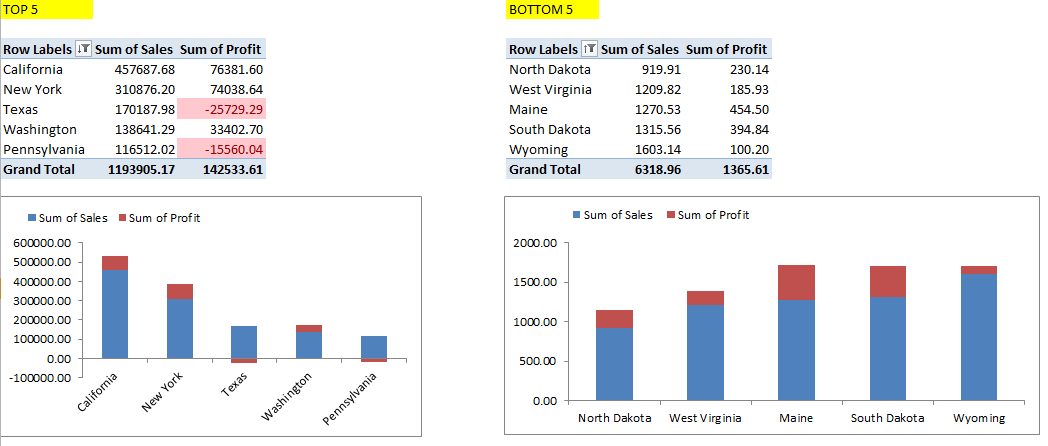 TOP 5
Row Labels Sum of Sales Sum of Profit
California 457687.68 76381.60
New York 310876.20 74038.64
Texas 170187.98 -25729.29
Washington 138641.29 33402.70
Pennsylvania 116512.02 -15560.04
Grand Total 1193905.17 142533.61
Sum of Sales Sum of Profit
600000.00
500000.00
400000.00
300000.00
200000.00
100000.00
0.00
-100000.00
California New York Texas Washington Pennsylvania
BOTTOM 5
Row Labels Sum of Sales Sum of Profit
North Dakota 919.91 230.14
West Virginia 1209.82 185.93
Maine 1270.53 454.50
South Dakota 1315.56 394.84
Wyoming 1603.14 100.20
Grand Total 6318.96 1365.61
Sum of Sales Sum of Profit
2000.00
1500.00
1000.00
500.00
0.00
North Dakota West Virginia Maine South Dakota Wyoming